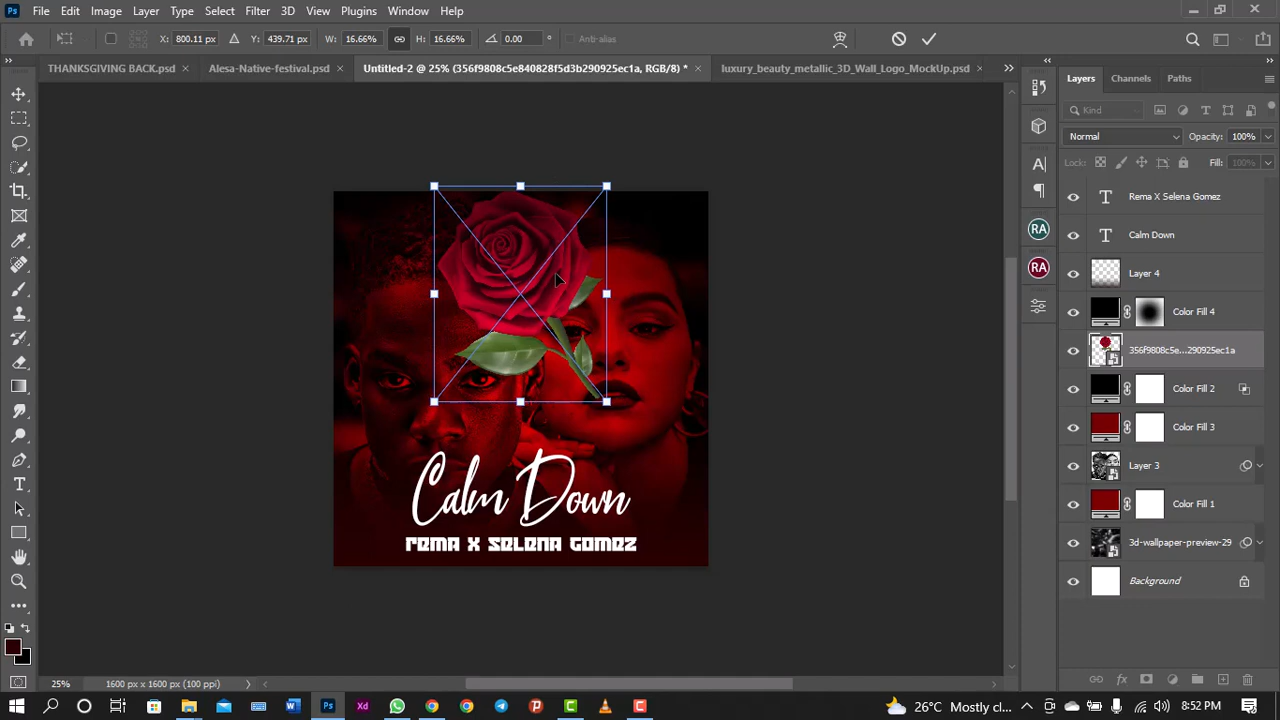 Ps File Edit Image Layer Type Select Filter 3D View Plugins Window Help
X: 800.11 px Y: 439.71 px W: 16.66% H: 16.66% 0.00 ° Anti-alias
THANKSGIVING BACK.psd × Alesa-Native-festival.psd × Untitled-2 @ 25% (356f9808c5e840828f5d3b290925ec1a, RGB/8) * × luxury_beauty_metallic_3D_Wall_Logo_MockUp.psd ×
Layers Channels Paths
Kind
Normal Opacity: 100%
Lock: Fill: 100%
Rema X Selena Gomez
Calm Down
Layer 4
Color Fill 4
356f9808c5e...290925ec1a
Color Fill 2
Color Fill 3
Layer 3
Color Fill 1
3d-wallpaper-preview-29
Background
RA
RA
Calm Down
Rema X Selena Gomez
25% 1600 px x 1600 px (100 ppi)
Ps Xd 26°C Mostly cl... 8:52 PM